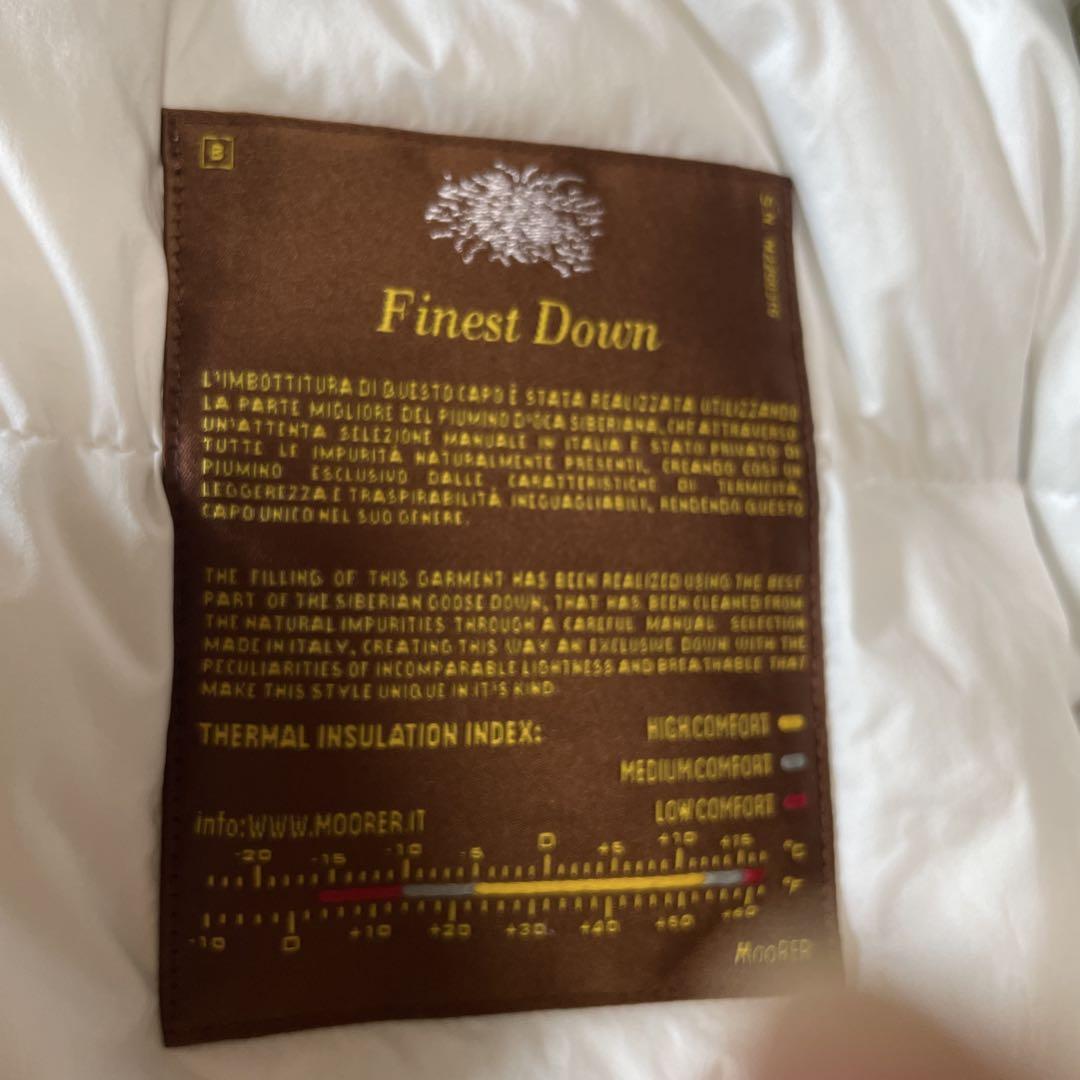 B
Finest Down
L'IMBOTTITURA DI QUESTO CAPO È STATA REALIZZATA UTILIZZANDO
LA PARTE MIGLIORE DEL PIUMINO D'OCA SIBERIANA, CHE ATTRAVERSO
UN'ATTENTA SELEZIONE MANUALE IN ITALIA È STATO PRIVATO DI
TUTTE LE IMPURITÀ NATURALMENTE PRESENTI, CREANDO COSÌ UN
PIUMINO ESCLUSIVO DALLE CARATTERISTICHE DI TERMICITÀ,
LEGGEREZZA E TRASPIRABILITÀ INEGUAGLIABILI, RENDENDO QUESTO
CAPO UNICO NEL SUO GENERE.
THE FILLING OF THIS GARMENT HAS BEEN REALIZED USING THE BEST
PART OF THE SIBERIAN GOOSE DOWN, THAT HAS BEEN CLEANED FROM
THE NATURAL IMPURITIES THROUGH A CAREFUL MANUAL SELECTION
MADE IN ITALY, CREATING THIS WAY AN EXCLUSIVE DOWN WITH THE
PECULIARITIES OF INCOMPARABLE LIGHTNESS AND BREATHABLE THAT
MAKE THIS STYLE UNIQUE IN IT'S KIND
THERMAL INSULATION INDEX:
HIGH COMFORT
MEDIUM COMFORT
LOW COMFORT
info:WWW.MOORER.IT
-20 -15 -10 -5 0 +5 +10 +15 °C
°F
-10 0 +10 +20 +30 +40 +50 +60
MOORER